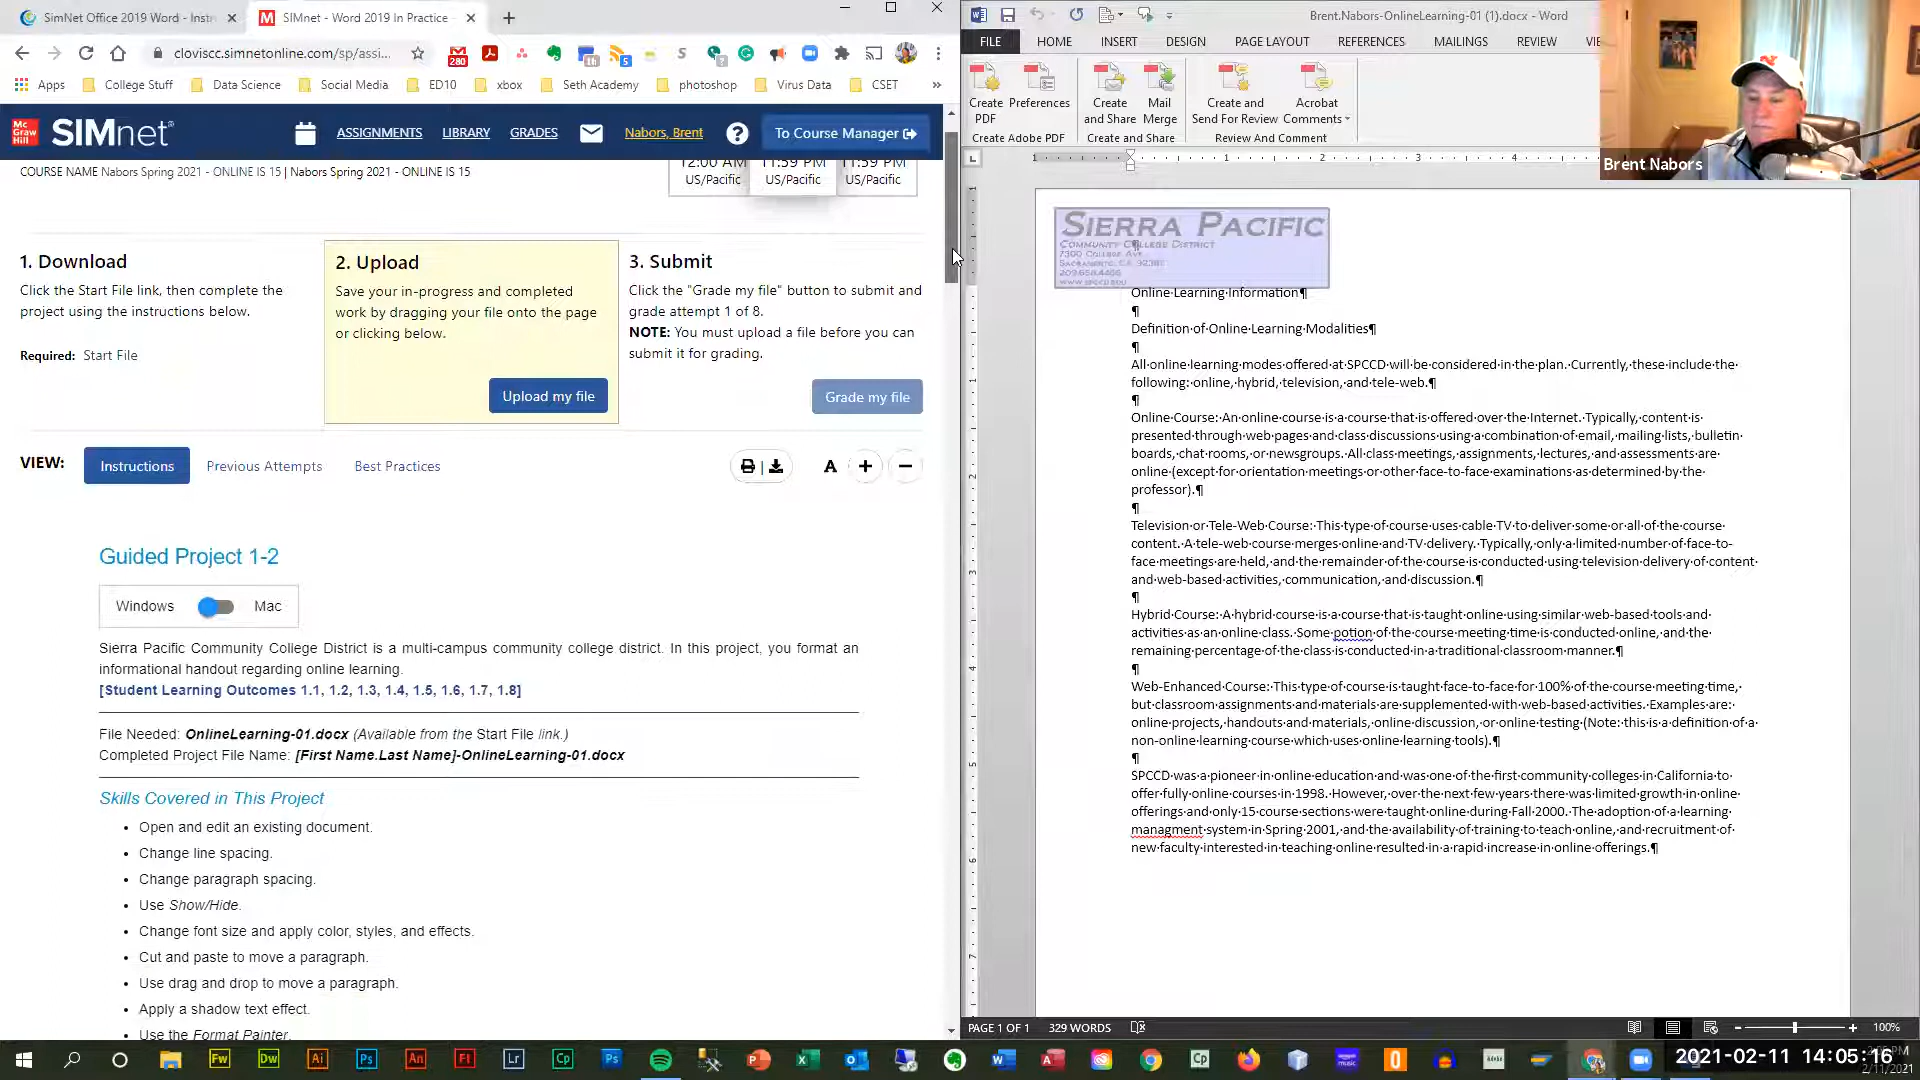 SimNet Office 2019 Word - Instr
SIMnet - Word 2019 In Practice -
cloviscc.simnetonline.com/sp/assi...
Apps
College Stuff
Data Science
Social Media
ED10
xbox
Seth Academy
photoshop
Virus Data
CSET
Mc Graw Hill
SIMnet
ASSIGNMENTS
LIBRARY
GRADES
Nabors, Brent
To Course Manager
COURSE NAME Nabors Spring 2021 - ONLINE IS 15 | Nabors Spring 2021 - ONLINE IS 15
12:00 AM
US/Pacific
11:59 PM
US/Pacific
11:59 PM
US/Pacific
1. Download
Click the Start File link, then complete the
project using the instructions below.
Required: Start File
2. Upload
Save your in-progress and completed
work by dragging your file onto the page
or clicking below.
Upload my file
3. Submit
Click the "Grade my file" button to submit and
grade attempt 1 of 8.
NOTE: You must upload a file before you can
submit it for grading.
Grade my file
VIEW:
Instructions
Previous Attempts
Best Practices
A
Guided Project 1-2
Windows
Mac
Sierra Pacific Community College District is a multi-campus community college district. In this project, you format an
informational handout regarding online learning.
[Student Learning Outcomes 1.1, 1.2, 1.3, 1.4, 1.5, 1.6, 1.7, 1.8]
File Needed: OnlineLearning-01.docx (Available from the Start File link.)
Completed Project File Name: [First Name.Last Name]-OnlineLearning-01.docx
Skills Covered in This Project
• Open and edit an existing document.
• Change line spacing.
• Change paragraph spacing.
• Use Show/Hide.
• Change font size and apply color, styles, and effects.
• Cut and paste to move a paragraph.
• Use drag and drop to move a paragraph.
• Apply a shadow text effect.
• Use the Format Painter.
Brent.Nabors-OnlineLearning-01 (1).docx - Word
FILE
HOME
INSERT
DESIGN
PAGE LAYOUT
REFERENCES
MAILINGS
REVIEW
VI
Create
PDF
Preferences
Create
and Share
Mail
Merge
Create and
Send For Review
Acrobat
Comments
Create Adobe PDF
Create and Share
Review And Comment
Brent Nabors
SIERRA PACIFIC
COMMUNITY COLLEGE DISTRICT
7300 COLLEGE AVE
SACRAMENTO, CA 92387
209.658.4466
www.spccd.edu
Online·Learning·Information¶
¶
Definition·of·Online·Learning·Modalities¶
¶
All·online·learning·modes·offered·at·SPCCD·will·be·considered·in·the·plan.·Currently,·these·include·the·
following:·online,·hybrid,·television,·and·tele-web.¶
¶
Online·Course:·An·online·course·is·a·course·that·is·offered·over·the·Internet.·Typically,·content·is·
presented·through·web·pages·and·class·discussions·using·a·combination·of·email,·mailing·lists,·bulletin·
boards,·chat·rooms,·or·newsgroups.·All·class·meetings,·assignments,·lectures,·and·assessments·are·
online·(except·for·orientation·meetings·or·other·face-to-face·examinations·as·determined·by·the·
professor).¶
¶
Television·or·Tele-Web·Course:·This·type·of·course·uses·cable·TV·to·deliver·some·or·all·of·the·course·
content.·A·tele-web·course·merges·online·and·TV·delivery.·Typically,·only·a·limited·number·of·face-to-
face·meetings·are·held,·and·the·remainder·of·the·course·is·conducted·using·television·delivery·of·content·
and·web-based·activities,·communication,·and·discussion.¶
¶
Hybrid·Course:·A·hybrid·course·is·a·course·that·is·taught·online·using·similar·web-based·tools·and·
activities·as·an·online·class.·Some·potion·of·the·course·meeting·time·is·conducted·online,·and·the·
remaining·percentage·of·the·class·is·conducted·in·a·traditional·classroom·manner.¶
¶
Web-Enhanced·Course:·This·type·of·course·is·taught·face-to-face·for·100%·of·the·course·meeting·time,·
but·classroom·assignments·and·materials·are·supplemented·with·web-based·activities.·Examples·are:·
online·projects,·handouts·and·materials,·online·discussion,·or·online·testing·(Note:·this·is·a·definition·of·a·
non-online·learning·course·which·uses·online·learning·tools).¶
¶
SPCCD·was·a·pioneer·in·online·education·and·was·one·of·the·first·community·colleges·in·California·to·
offer·fully·online·courses·in·1998.·However,·over·the·next·few·years·there·was·limited·growth·in·online·
offerings·and·only·15·course·sections·were·taught·online·during·Fall·2000.·The·adoption·of·a·learning·
managment·system·in·Spring·2001,·and·the·availability·of·training·to·teach·online,·and·recruitment·of·
new·faculty·interested·in·teaching·online·resulted·in·a·rapid·increase·in·online·offerings.¶
PAGE 1 OF 1
329 WORDS
100%
2021-02-11 14:05:16
2/11/2021